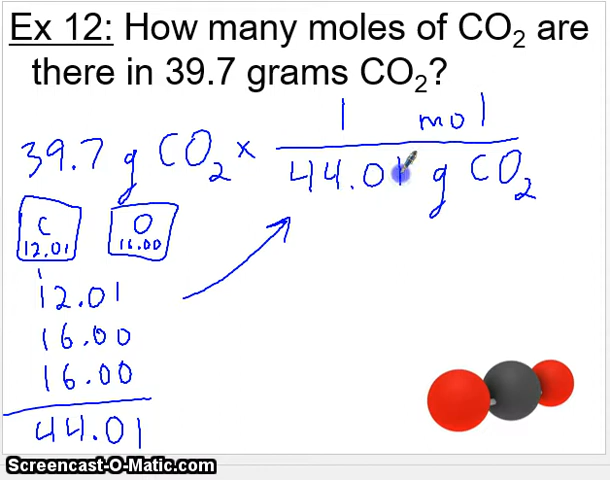 Ex 12: How many moles of CO₂ are
there in 39.7 grams CO₂?
39.7 g CO₂ × 1 mol
44.01 g CO₂
C O
12.01 16.00
12.01
16.00
16.00
44.01
Screencast-O-Matic.com